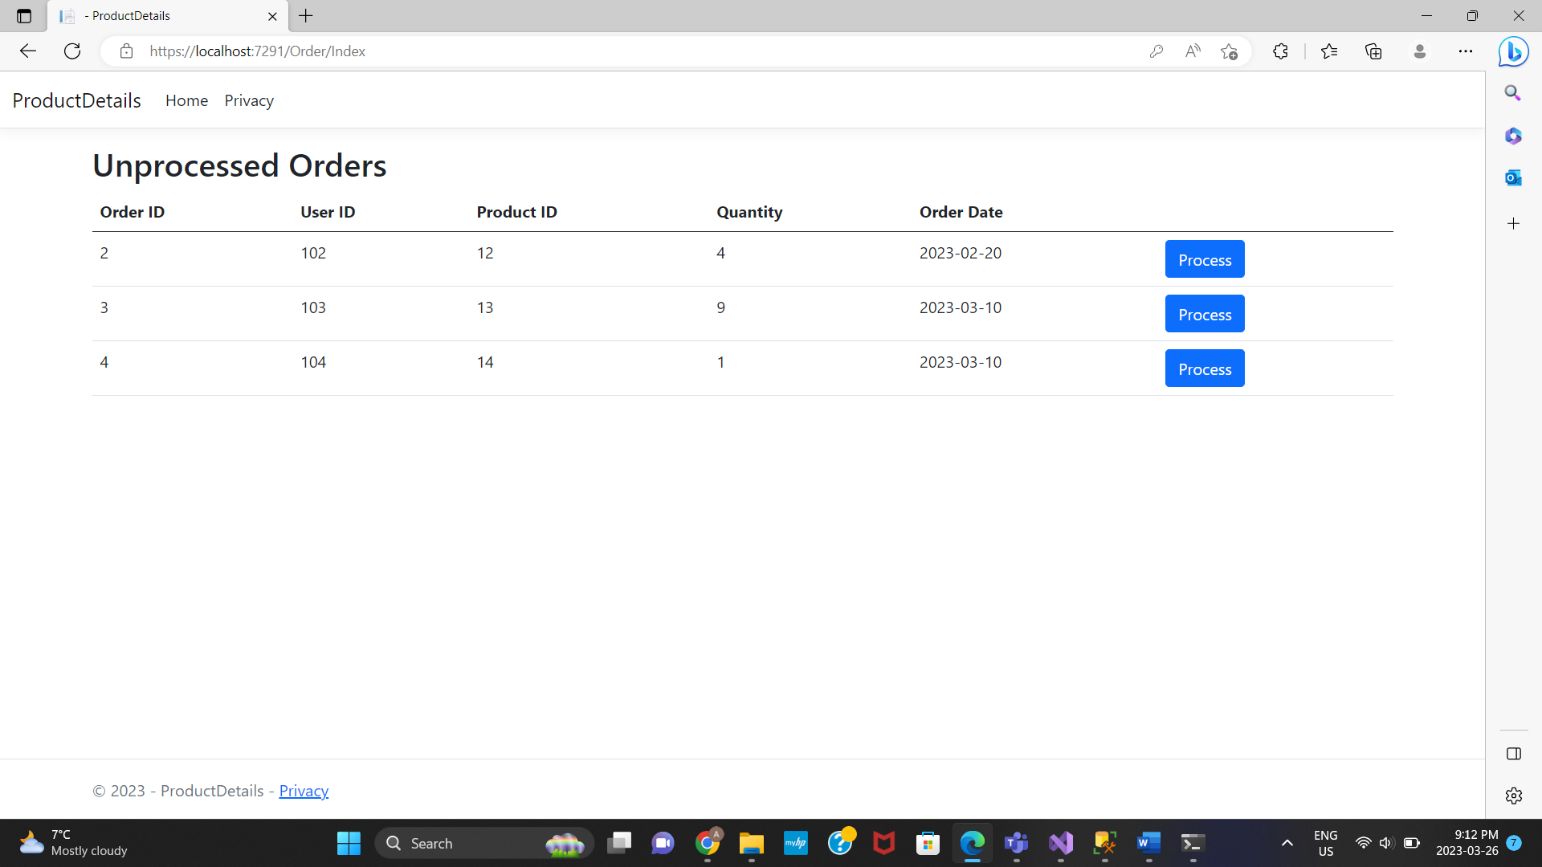 - ProductDetails
https://localhost:7291/Order/Index
ProductDetails Home Privacy
Unprocessed Orders
Order ID User ID Product ID Quantity Order Date
2 102 12 4 2023-02-20 Process
3 103 13 9 2023-03-10 Process
4 104 14 1 2023-03-10 Process
© 2023 - ProductDetails - Privacy
7°C
Mostly cloudy
Search
myhp
A
ENG
US
9:12 PM
2023-03-26
7